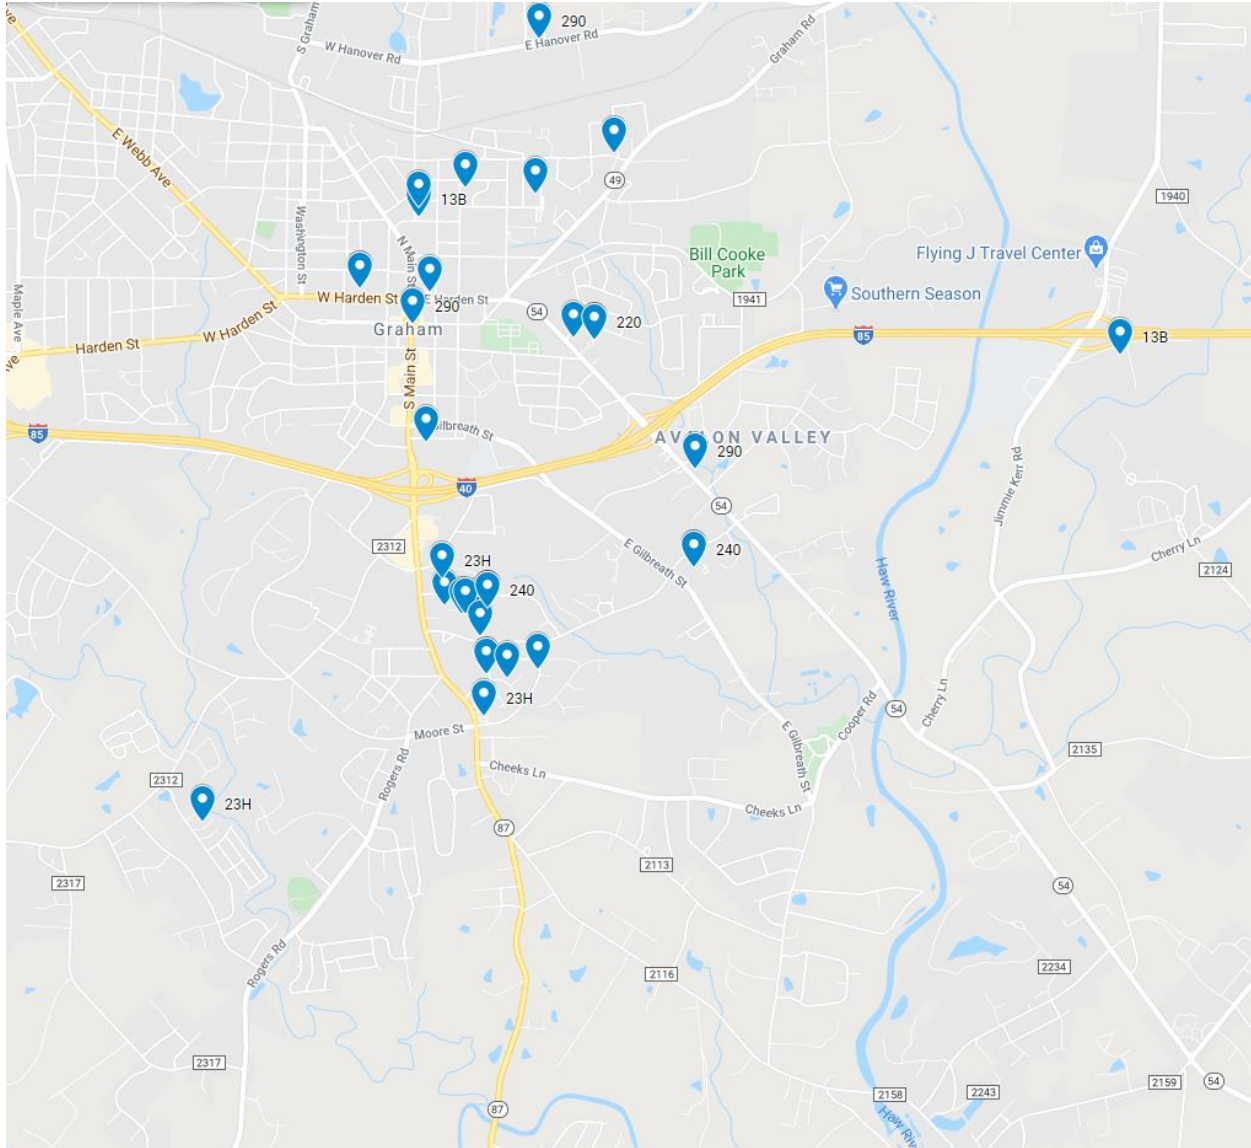 ve
S Graham
290
E Hanover Rd
W Hanover Rd
Graham Rd
E Webb Ave
49
13B
1940
Washington St
N Main St
Bill Cooke
Park
Flying J Travel Center
1941
Southern Season
Maple Ave
W Harden St
E Harden St
290
54
220
Graham
W Harden St
Harden St
ve
85
13B
S Main St
85
Gilbreath St
AVALON VALLEY
290
40
54
Jimmie Kerr Rd
2312
E Gilbreath St
240
Cherry Ln
2124
23H
240
Haw River
23H
Cooper Rd
Cherry Ln
54
Moore St
E Gilbreath St
2135
Rogers Rd
Cheeks Ln
2312
23H
Cheeks Ln
87
2113
2317
54
Rogers Rd
2116
2234
2317
2159
54
2158
2243
87
Haw Riv